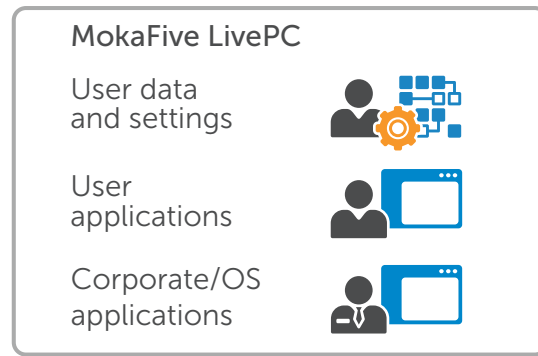 MokaFive LivePC
User data
and settings
User
applications
Corporate/OS
applications